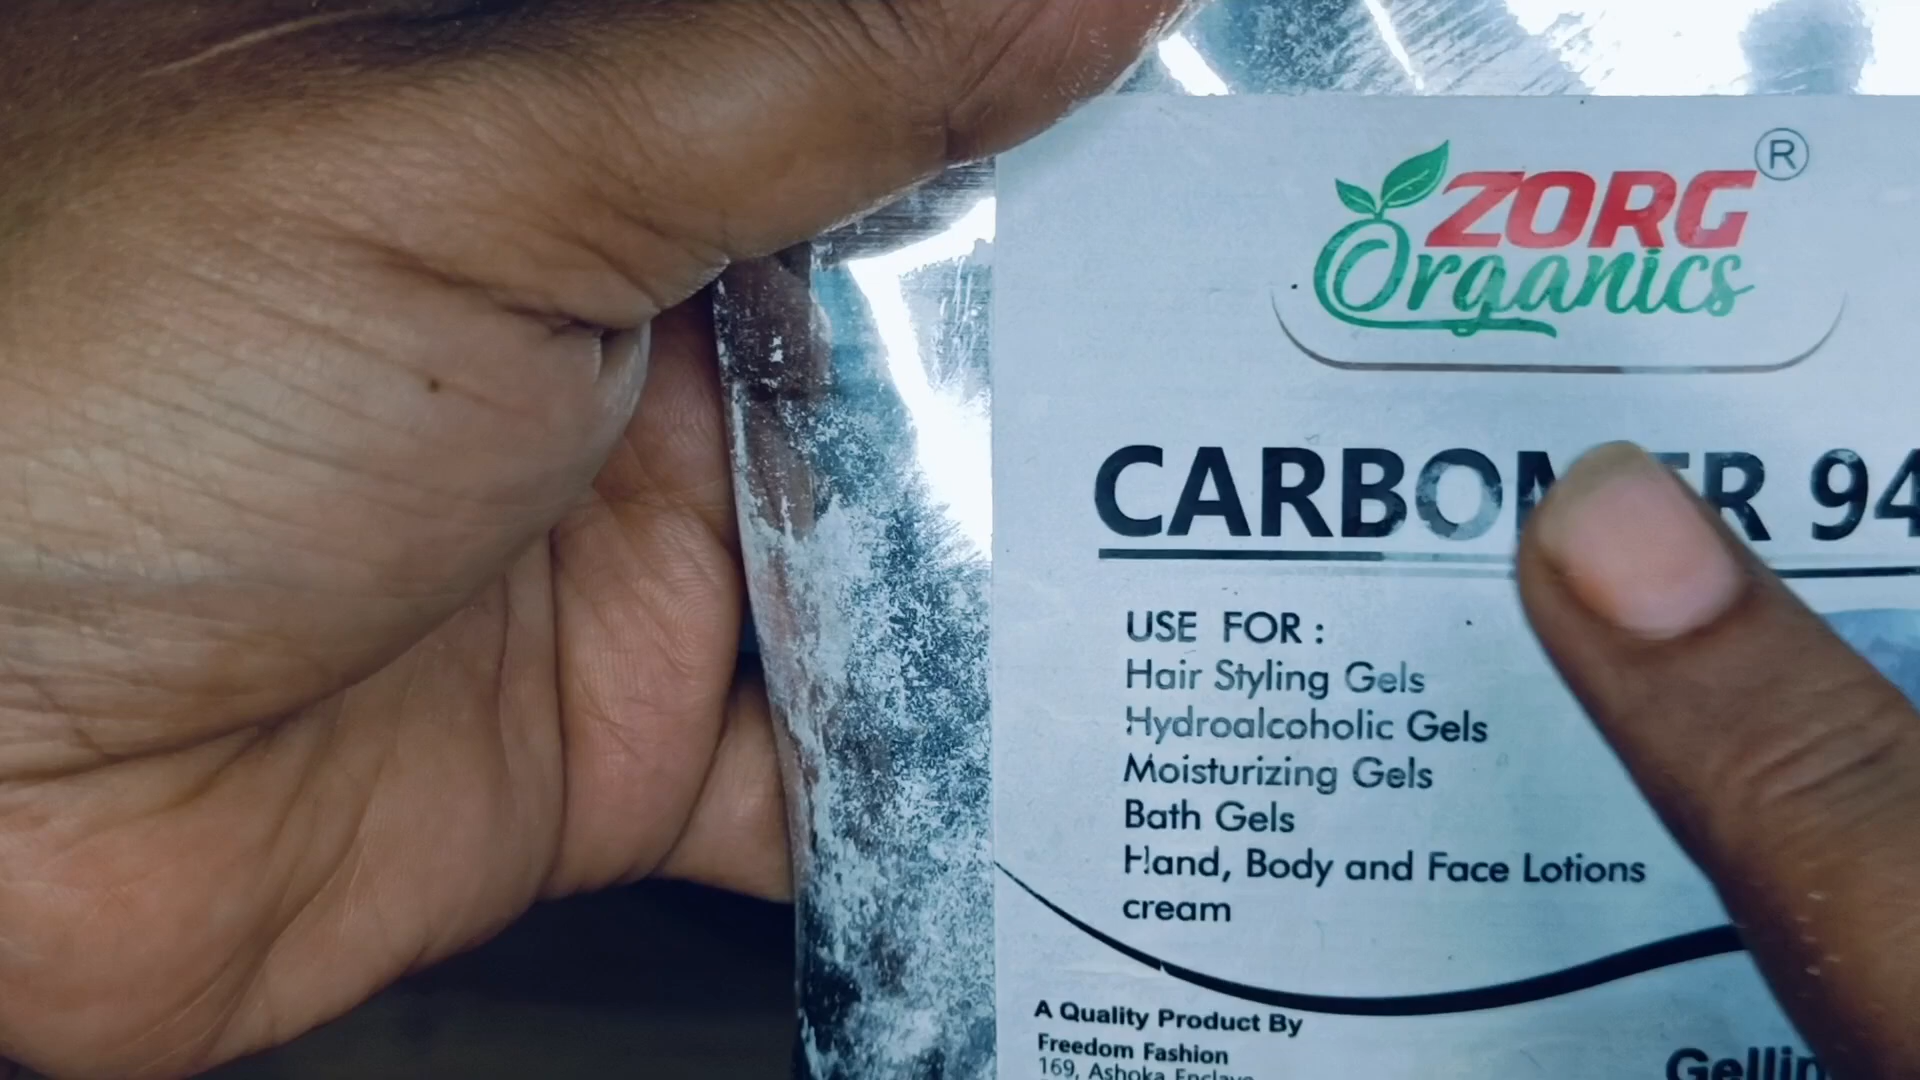 ZORG ®
Organics
CARBOMER 94
USE FOR :
Hair Styling Gels
Hydroalcoholic Gels
Moisturizing Gels
Bath Gels
Hand, Body and Face Lotions
cream
A Quality Product By
Freedom Fashion
169, Ashoka Enclave
Gellin